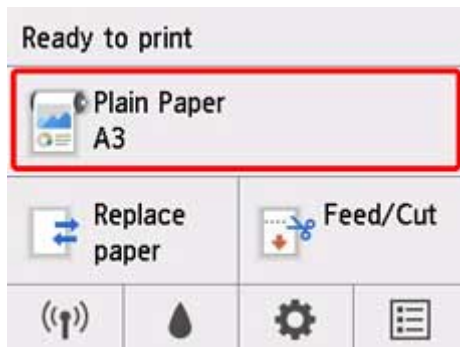 Ready to print
Plain Paper
A3
Replace
paper
Feed/Cut